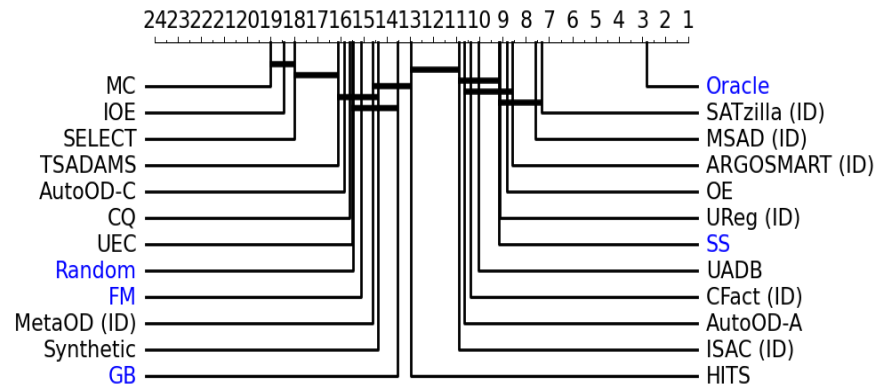 24 23 22 21 20 19 18 17 16 15 14 13 12 11 10 9 8 7 6 5 4 3 2 1
MC Oracle
IOE SATzilla (ID)
SELECT MSAD (ID)
TSADAMS ARGOSMART (ID)
AutoOD-C OE
CQ UReg (ID)
UEC SS
Random UADB
FM CFact (ID)
MetaOD (ID) AutoOD-A
Synthetic ISAC (ID)
GB HITS